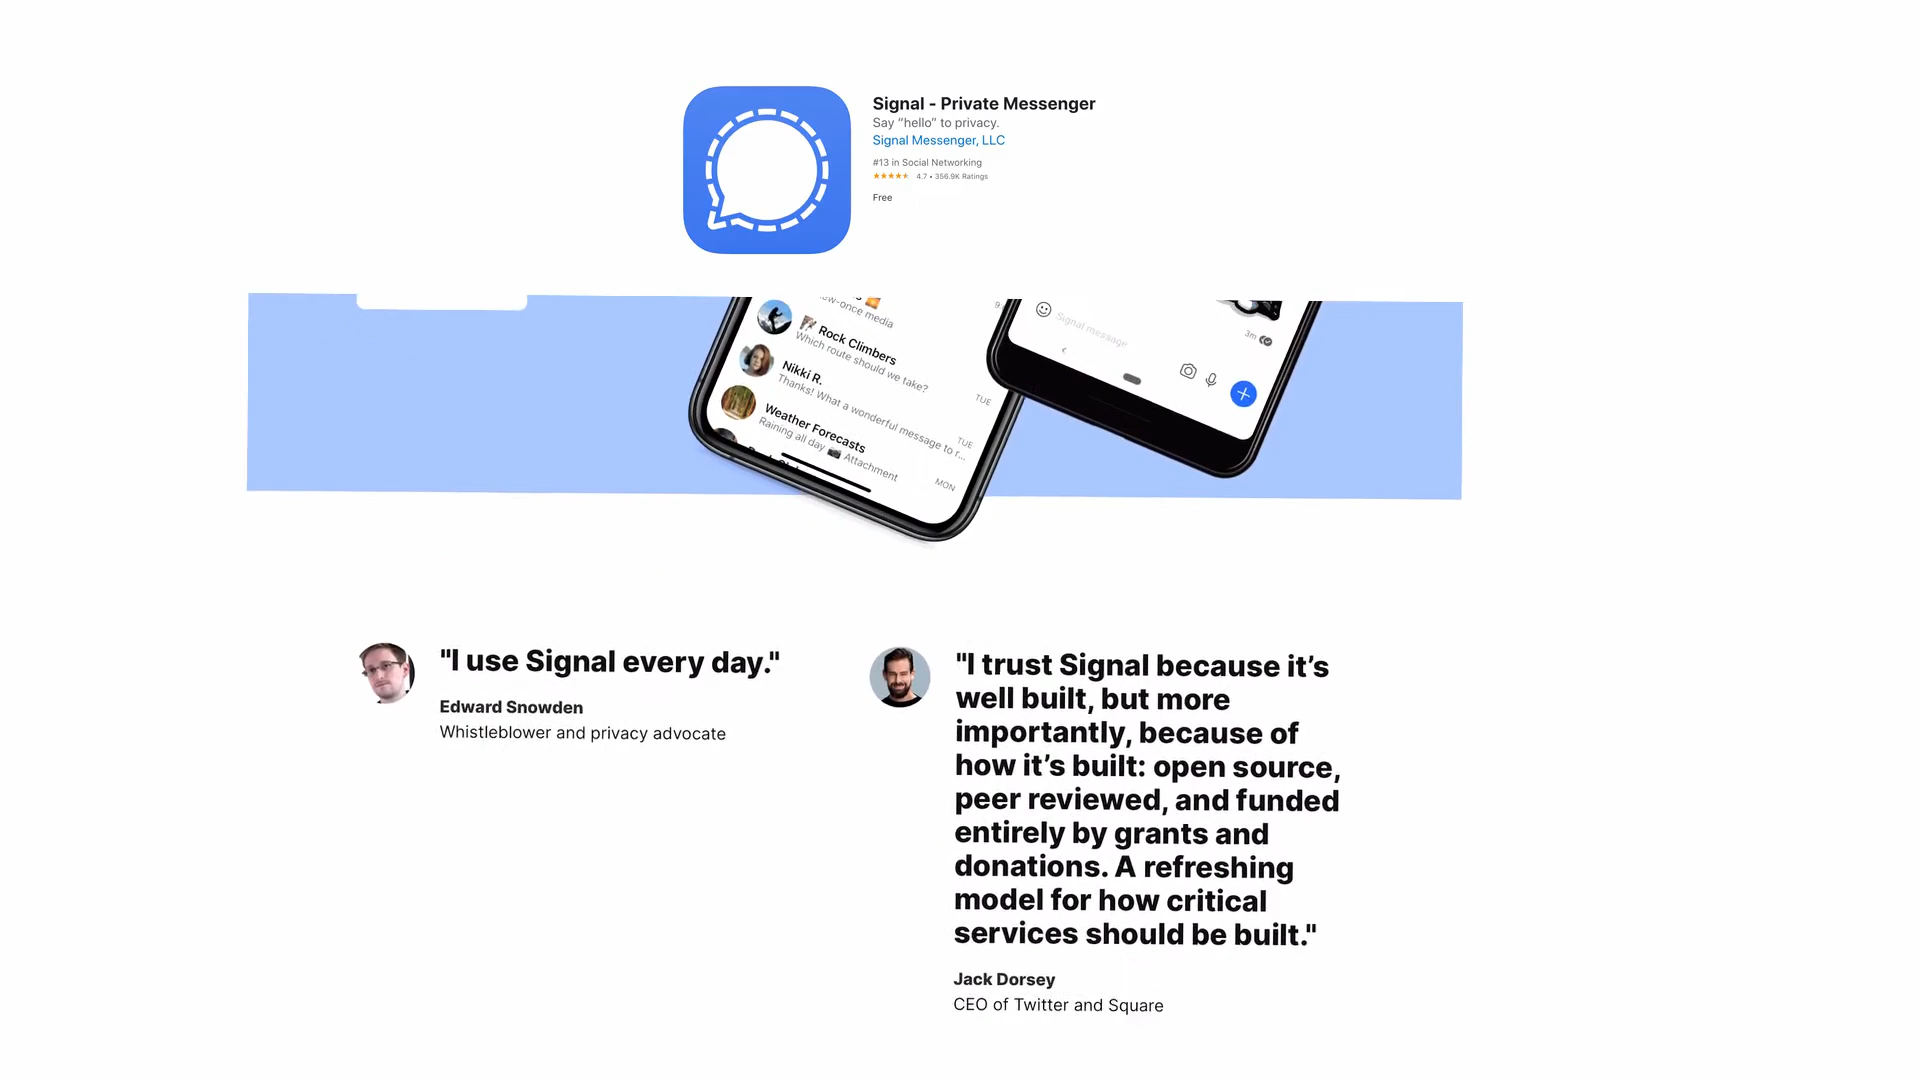 Signal - Private Messenger
Say “hello” to privacy.
Signal Messenger, LLC
#13 in Social Networking
4.7 • 356.9K Ratings
Free
media
Rock Climbers
Which route should we take?
TUE
Nikki R.
Thanks! What a wonderful message to r...
TUE
Weather Forecasts
Raining all day 📷 Attachment
MON
Signal message
3m
"I use Signal every day."
Edward Snowden
Whistleblower and privacy advocate
"I trust Signal because it’s
well built, but more
importantly, because of
how it’s built: open source,
peer reviewed, and funded
entirely by grants and
donations. A refreshing
model for how critical
services should be built."
Jack Dorsey
CEO of Twitter and Square